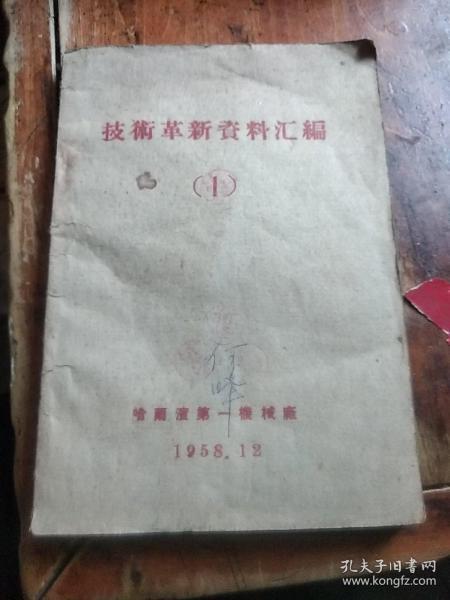 技術革新資料汇編
(1)
哈爾濱第一機械廠
1958.12
孔夫子旧书网
www.kongfz.com